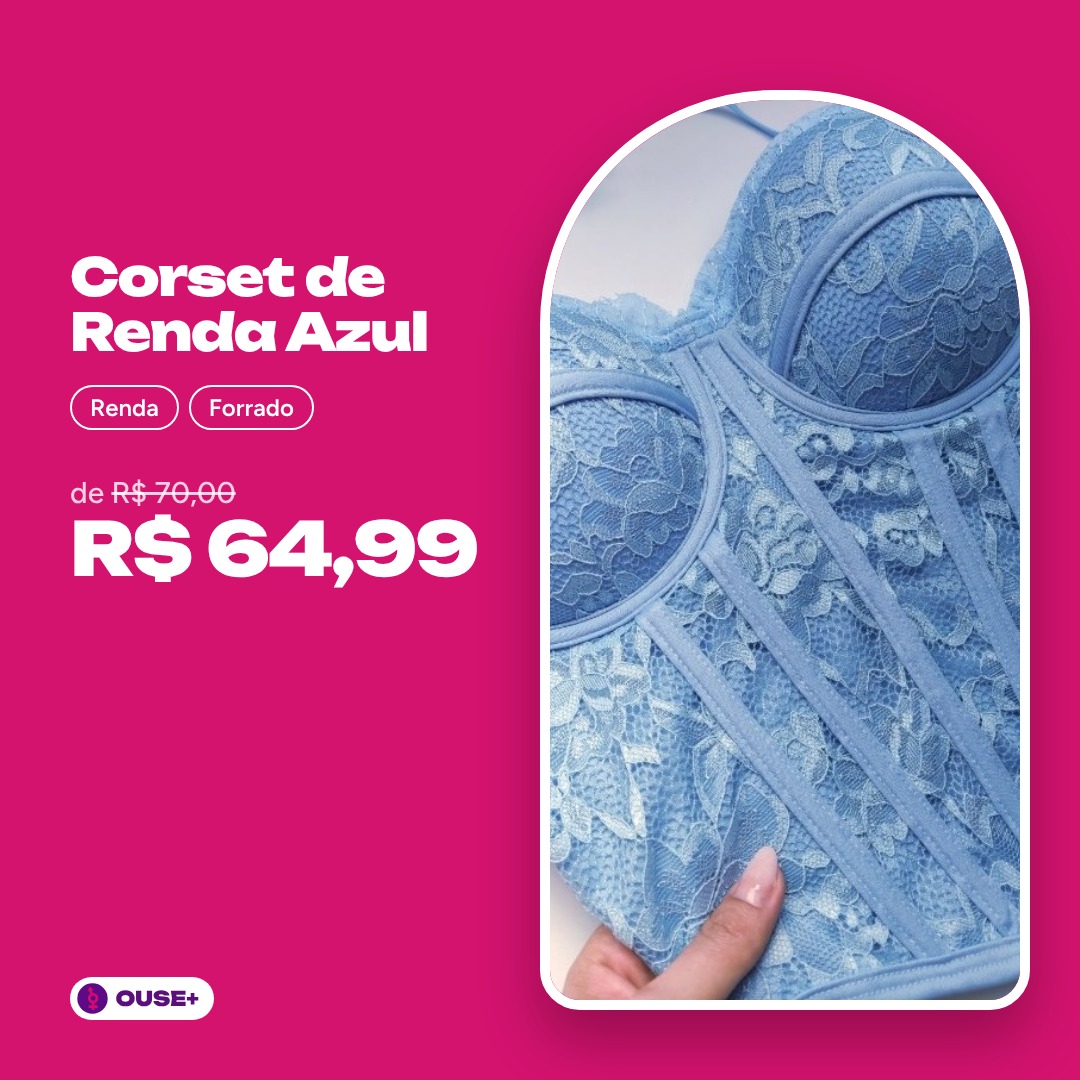 Corset de
Renda Azul
Renda Forrado
de R$ 70,00
R$ 64,99
OUSE+